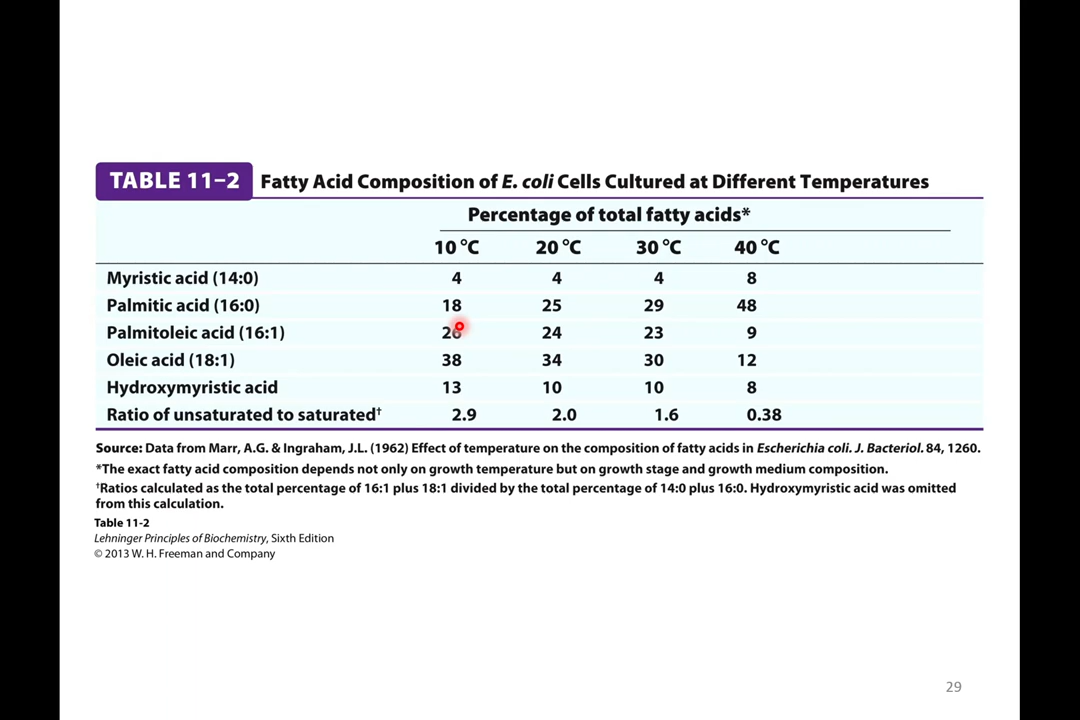 TABLE 11–2 Fatty Acid Composition of E. coli Cells Cultured at Different Temperatures
Percentage of total fatty acids*
10 °C 20 °C 30 °C 40 °C
Myristic acid (14:0) 4 4 4 8
Palmitic acid (16:0) 18 25 29 48
Palmitoleic acid (16:1) 26 24 23 9
Oleic acid (18:1) 38 34 30 12
Hydroxymyristic acid 13 10 10 8
Ratio of unsaturated to saturated† 2.9 2.0 1.6 0.38
Source: Data from Marr, A.G. & Ingraham, J.L. (1962) Effect of temperature on the composition of fatty acids in Escherichia coli. J. Bacteriol. 84, 1260.
*The exact fatty acid composition depends not only on growth temperature but on growth stage and growth medium composition.
†Ratios calculated as the total percentage of 16:1 plus 18:1 divided by the total percentage of 14:0 plus 16:0. Hydroxymyristic acid was omitted
from this calculation.
Table 11-2
Lehninger Principles of Biochemistry, Sixth Edition
© 2013 W. H. Freeman and Company
29